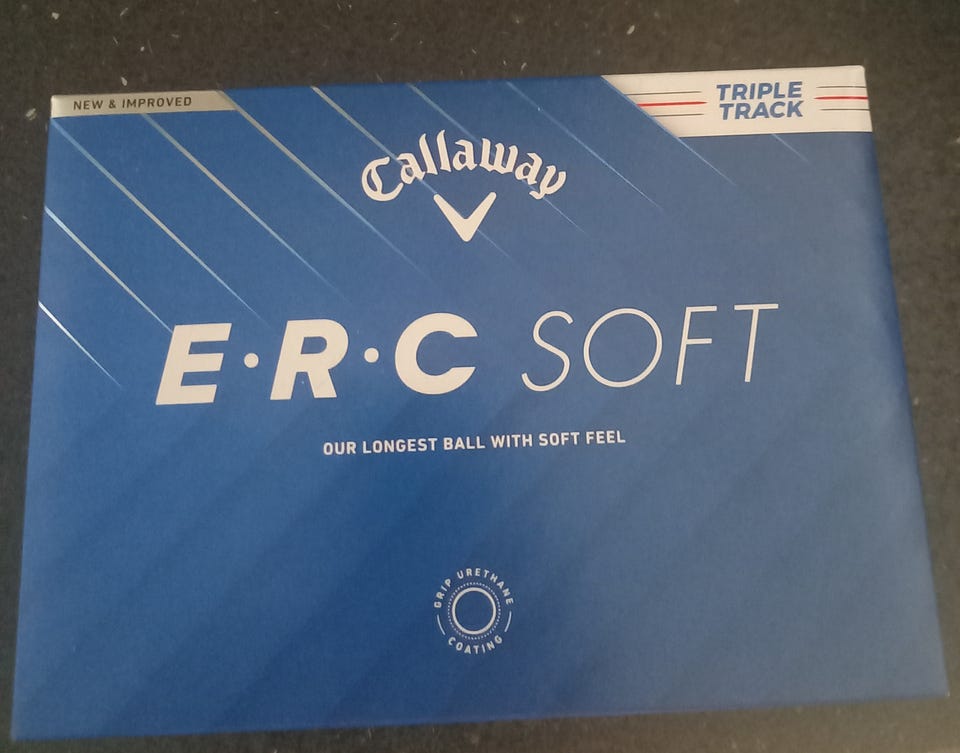 NEW & IMPROVED
TRIPLE
TRACK
Callaway
E·R·C SOFT
OUR LONGEST BALL WITH SOFT FEEL
GRIP URETHANE
COATING